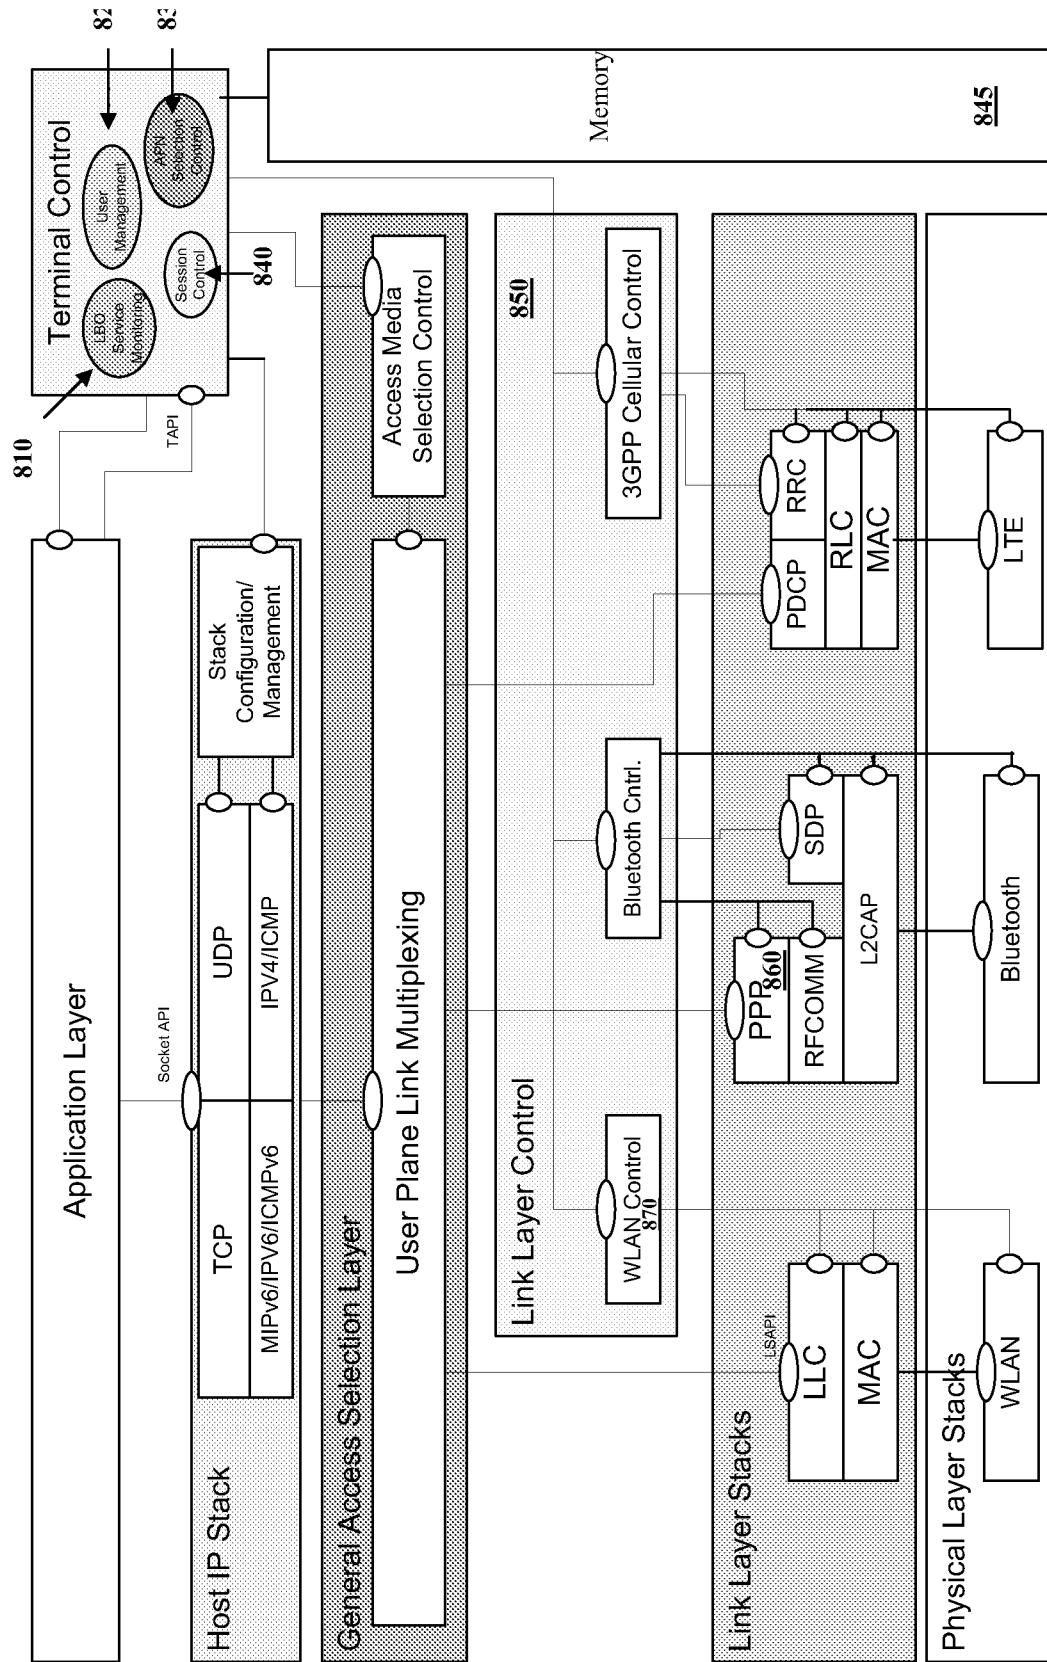 Application Layer
810
Terminal Control
LBO
Service
Monitoring
User
Management
Session
Control
APN
Selection
Control
840
TAPI
Socket API
Host IP Stack
TCP
UDP
MIPv6/IPV6/ICMPv6
IPV4/ICMP
Stack
Configuration/
Management
General Access Selection Layer
User Plane Link Multiplexing
Access Media
Selection Control
Memory
845
Link Layer Control
850
WLAN Control
870
Bluetooth Cntrl.
3GPP Cellular Control
Link Layer Stacks
LSAPI
LLC
MAC
PPP
860
RFCOMM
SDP
L2CAP
PDCP
RRC
RLC
MAC
Physical Layer Stacks
WLAN
Bluetooth
LTE